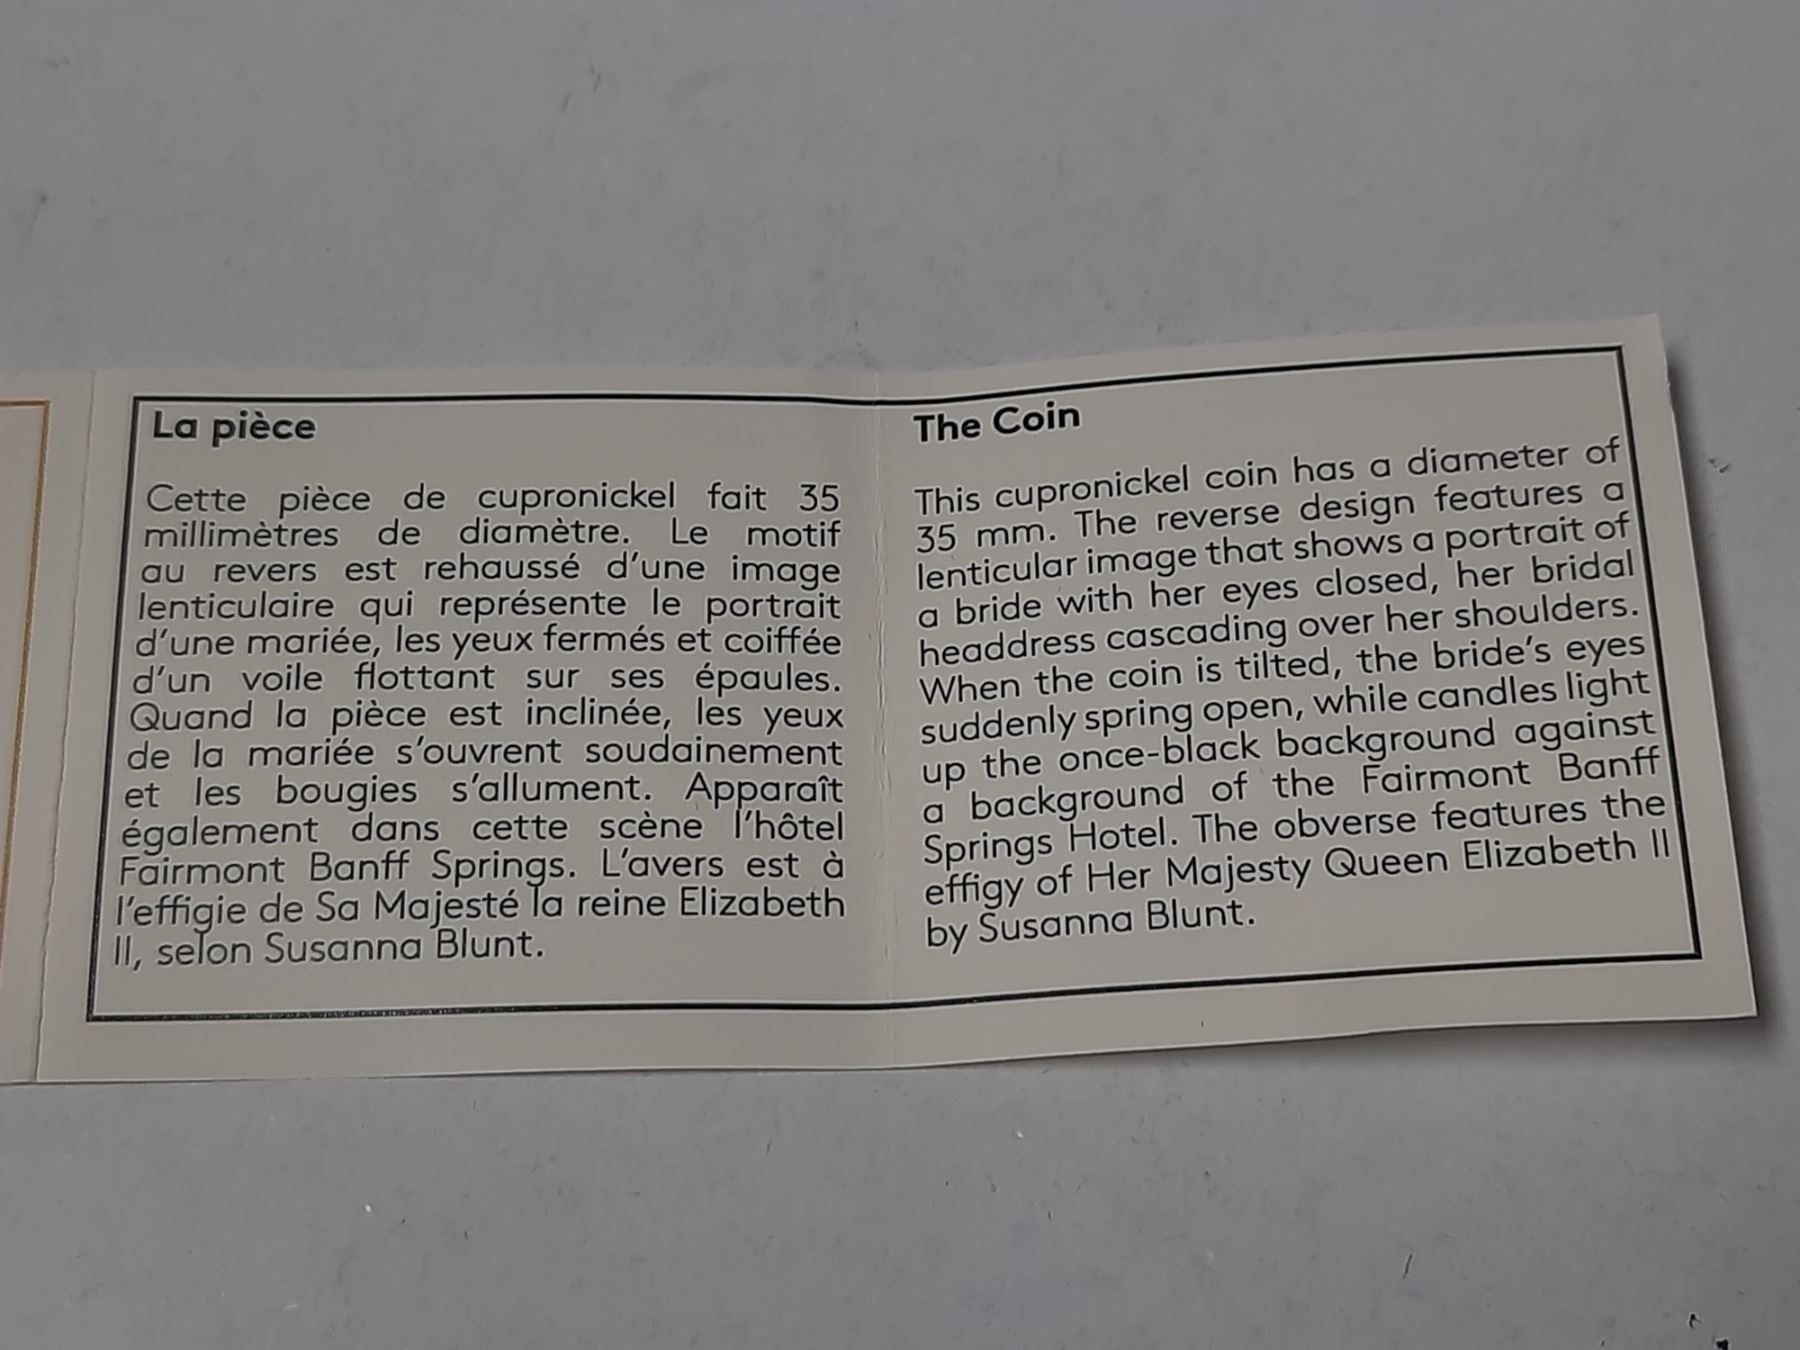 La pièce
Cette pièce de cupronickel fait 35
millimètres de diamètre. Le motif
au revers est rehaussé d'une image
lenticulaire qui représente le portrait
d'une mariée, les yeux fermés et coiffée
d'un voile flottant sur ses épaules.
Quand la pièce est inclinée, les yeux
de la mariée s'ouvrent soudainement
et les bougies s'allument. Apparaît
également dans cette scène l'hôtel
Fairmont Banff Springs. L'avers est à
l'effigie de Sa Majesté la reine Elizabeth
II, selon Susanna Blunt.
The Coin
This cupronickel coin has a diameter of
35 mm. The reverse design features a
lenticular image that shows a portrait of
a bride with her eyes closed, her bridal
headdress cascading over her shoulders.
When the coin is tilted, the bride's eyes
suddenly spring open, while candles light
up the once-black background against
a background of the Fairmont Banff
Springs Hotel. The obverse features the
effigy of Her Majesty Queen Elizabeth II
by Susanna Blunt.